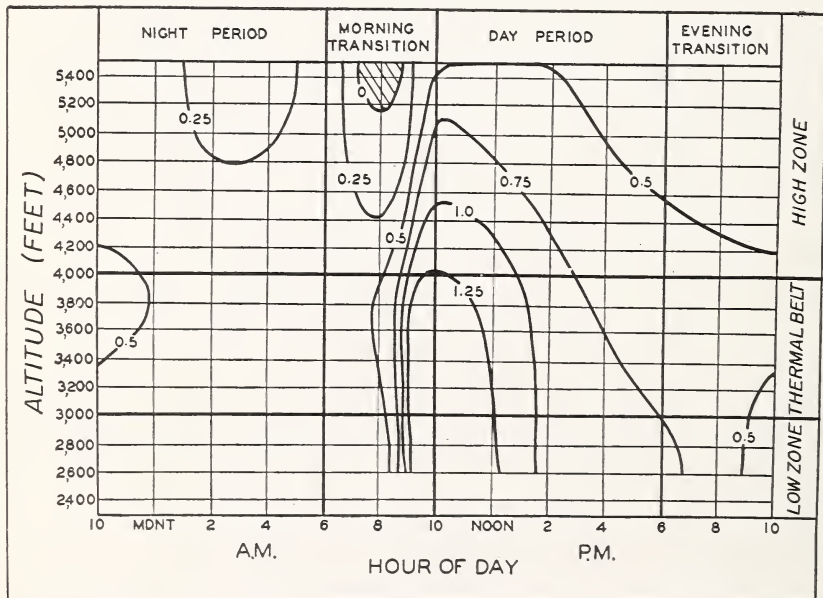 NIGHT PERIOD
MORNING TRANSITION
DAY PERIOD
EVENING TRANSITION
ALTITUDE (FEET)
5,400
5,200
5,000
4,800
4,600
4,400
4,200
4,000
3,800
3,600
3,400
3,200
3,000
2,800
2,600
2,400
0.25
0
0.25
0.5
0.75
0.5
1.0
1.25
0.5
0.5
HIGH ZONE
THERMAL BELT
LOW ZONE
10 MDNT 2 4 6 8 10 NOON 2 4 6 8 10
A.M. P.M.
HOUR OF DAY